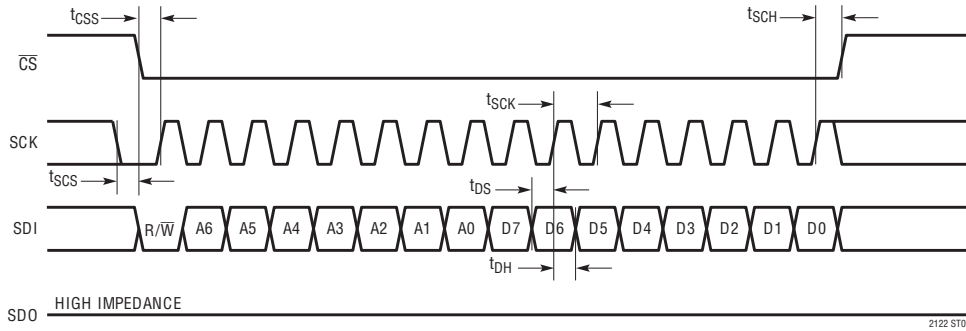 tCSS
tSCH
CS
tSCK
SCK
tSCS
tDS
SDI R/W A6 A5 A4 A3 A2 A1 A0 D7 D6 D5 D4 D3 D2 D1 D0
tDH
HIGH IMPEDANCE
SDO
2122 ST0